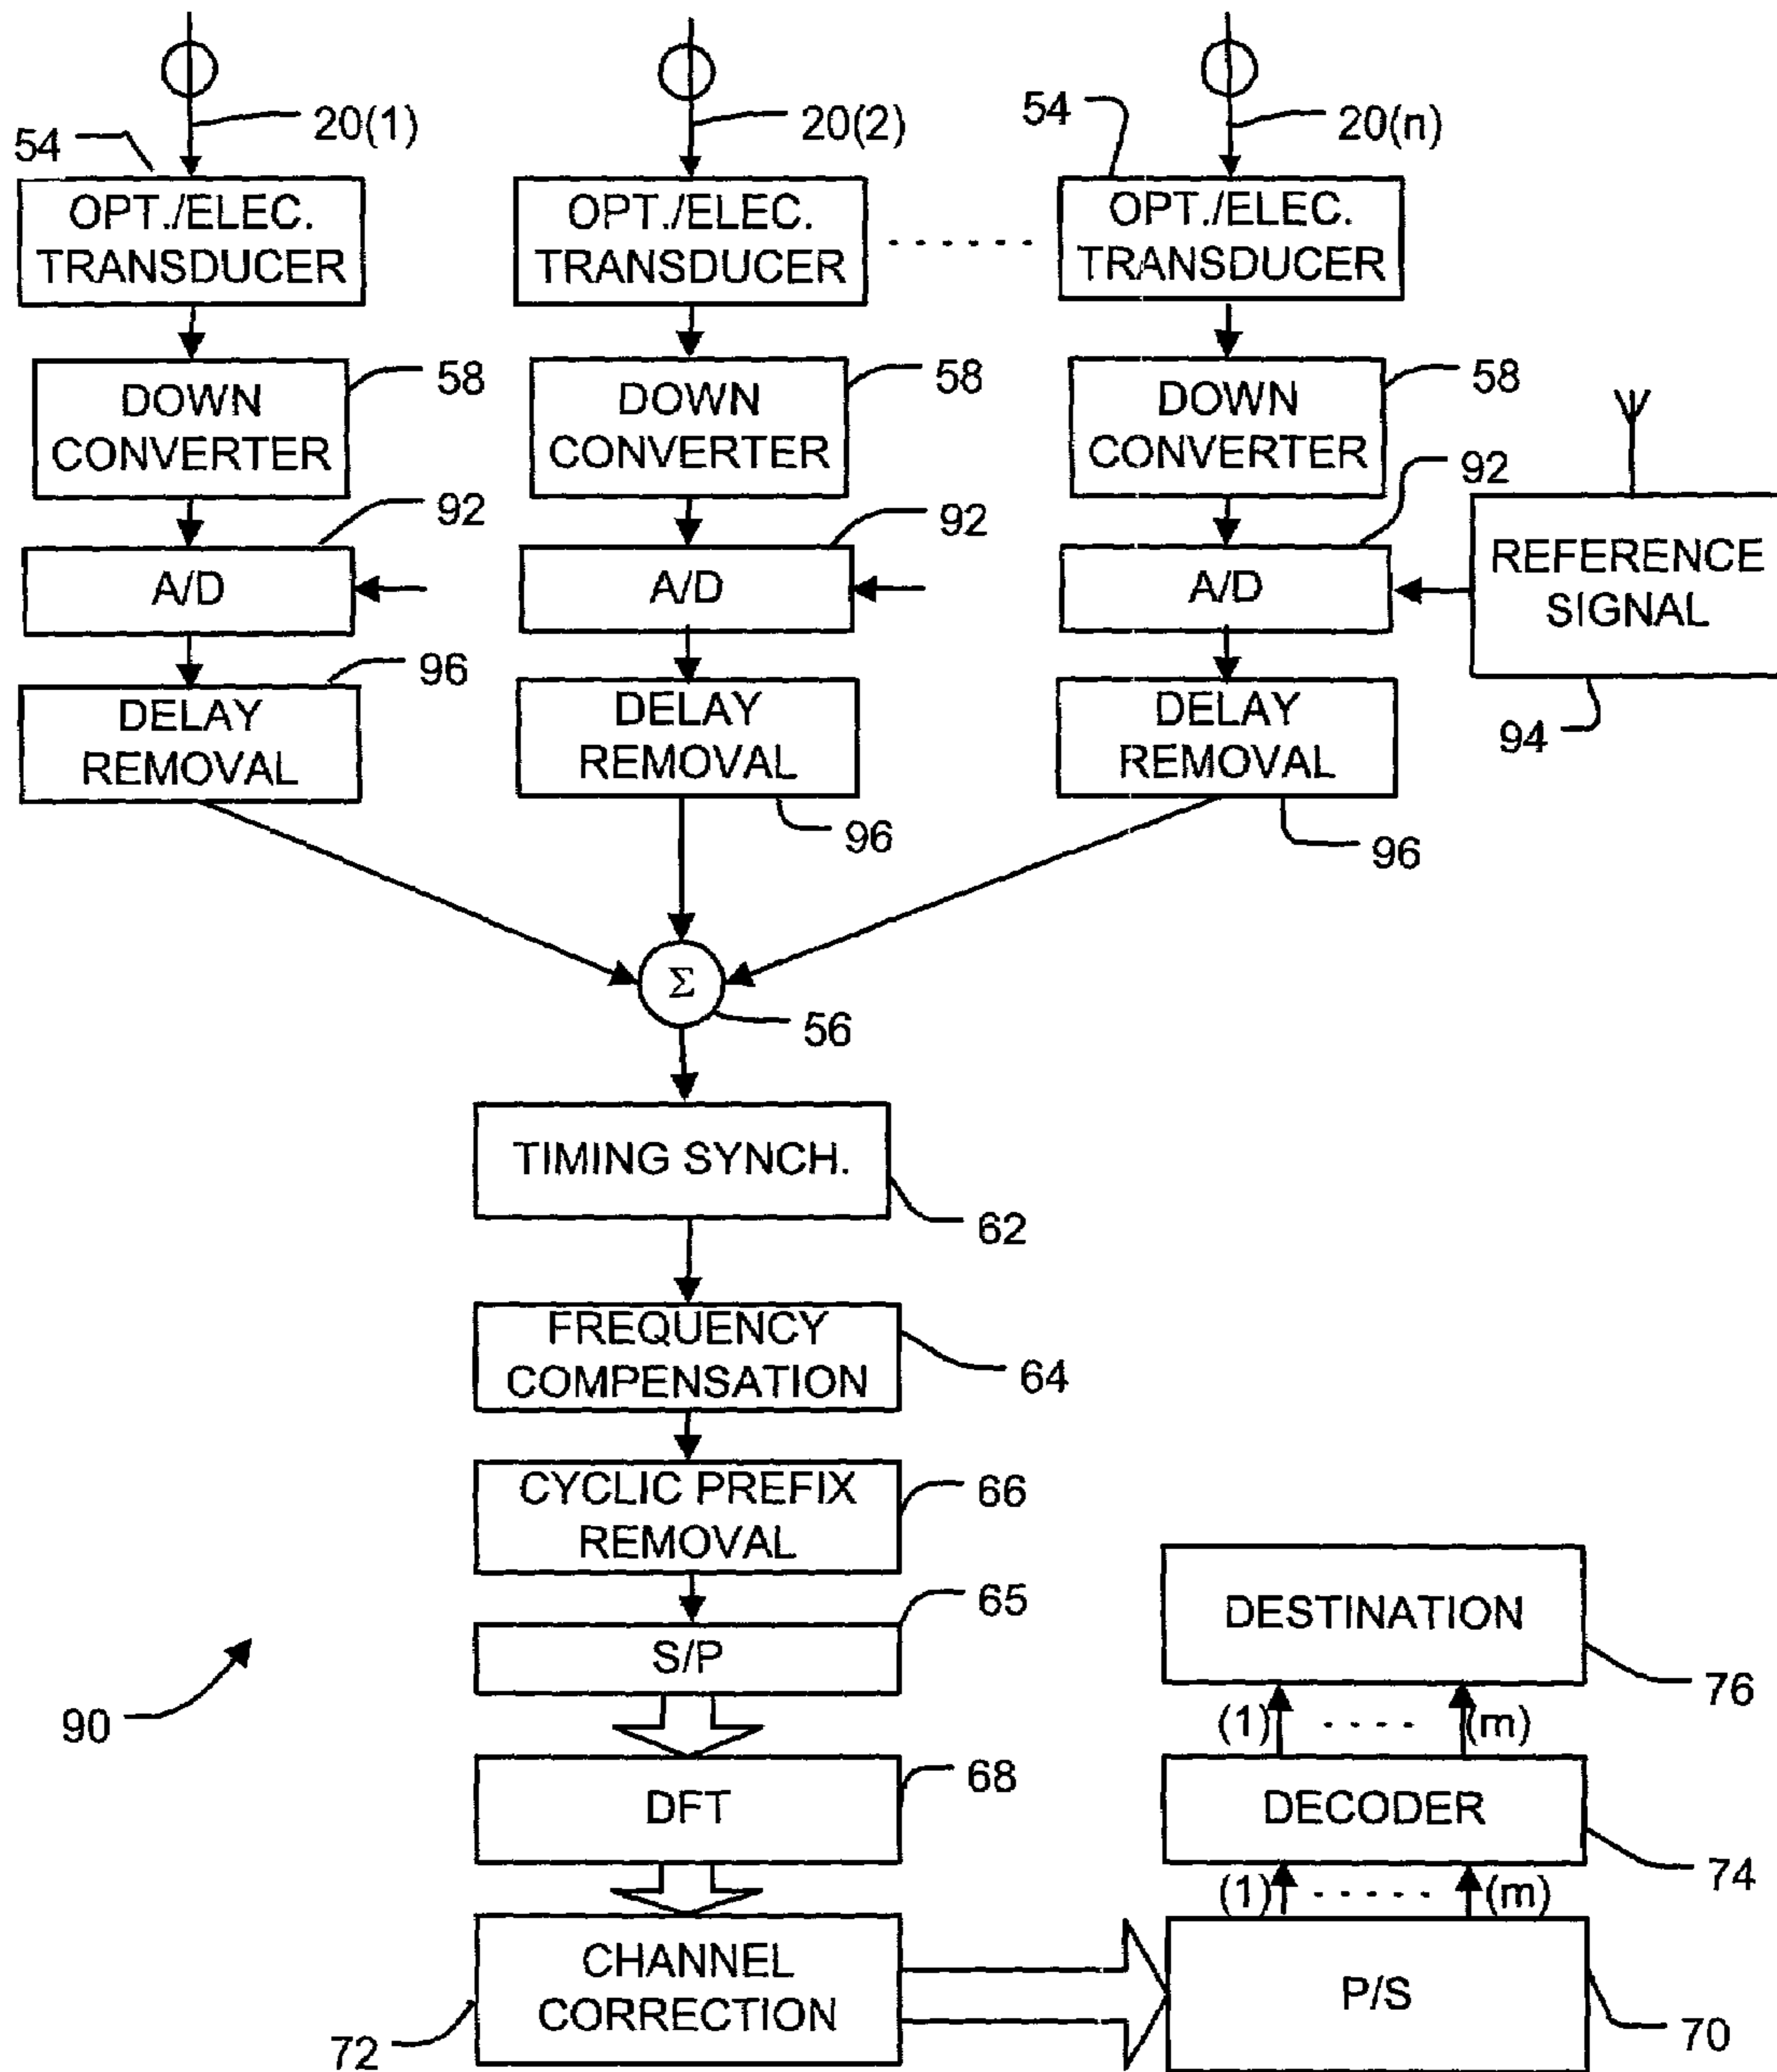 20(1)
20(2)
20(n)
54
54
OPT./ELEC.
TRANSDUCER
OPT./ELEC.
TRANSDUCER
OPT./ELEC.
TRANSDUCER
58
58
58
DOWN
CONVERTER
DOWN
CONVERTER
DOWN
CONVERTER
92
92
92
A/D
A/D
A/D
REFERENCE
SIGNAL
94
96
DELAY
REMOVAL
DELAY
REMOVAL
DELAY
REMOVAL
96
96
Σ
56
TIMING SYNCH.
62
FREQUENCY
COMPENSATION
64
CYCLIC PREFIX
REMOVAL
66
S/P
65
DESTINATION
76
90
(1)
(m)
DFT
68
DECODER
74
(1)
(m)
CHANNEL
CORRECTION
72
P/S
70